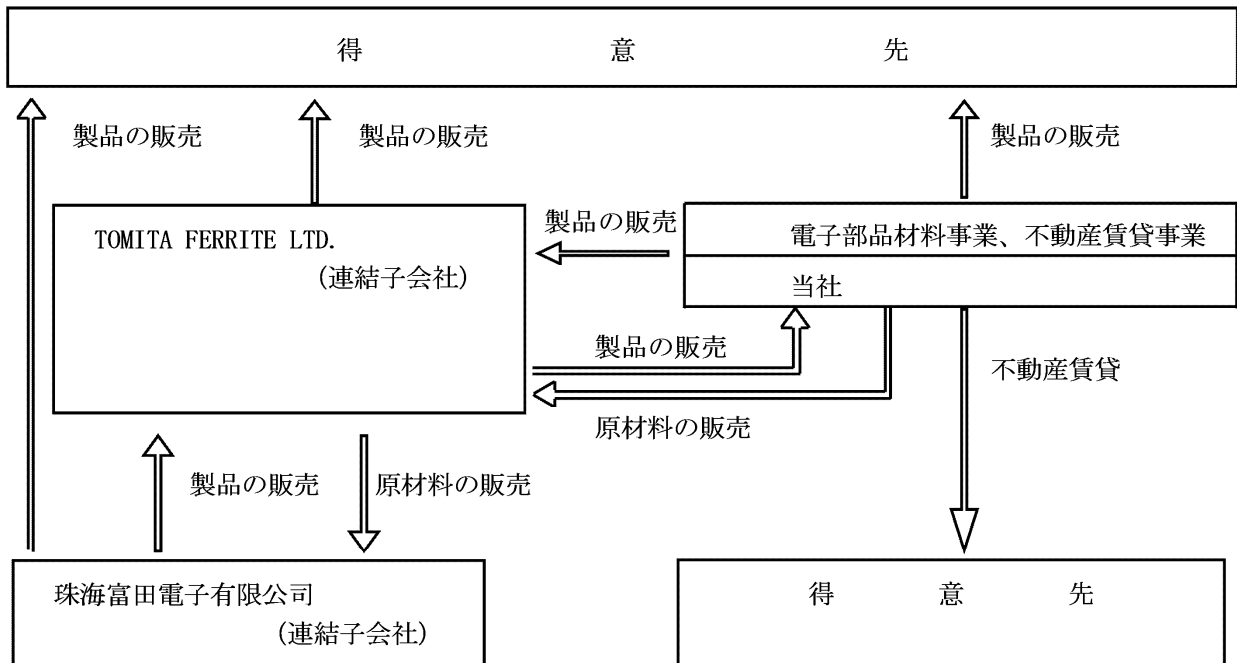 得 意 先
製品の販売
製品の販売
製品の販売
TOMITA FERRITE LTD.
(連結子会社)
製品の販売
電子部品材料事業、不動産賃貸事業
当社
製品の販売
原材料の販売
不動産賃貸
製品の販売
原材料の販売
珠海富田電子有限公司
(連結子会社)
得 意 先